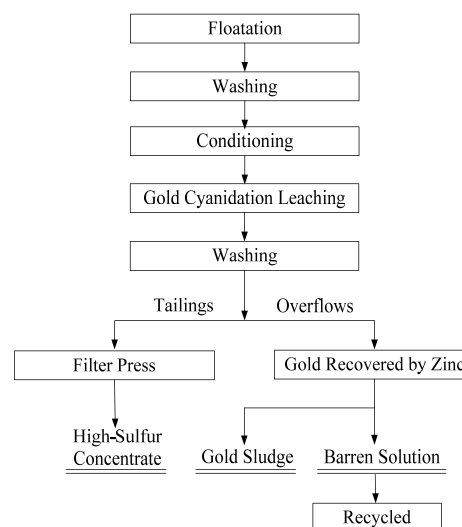 Floatation
Washing
Conditioning
Gold Cyanidation Leaching
Washing
Tailings
Overflows
Filter Press
Gold Recovered by Zinc
High-Sulfur
Concentrate
Gold Sludge
Barren Solution
Recycled